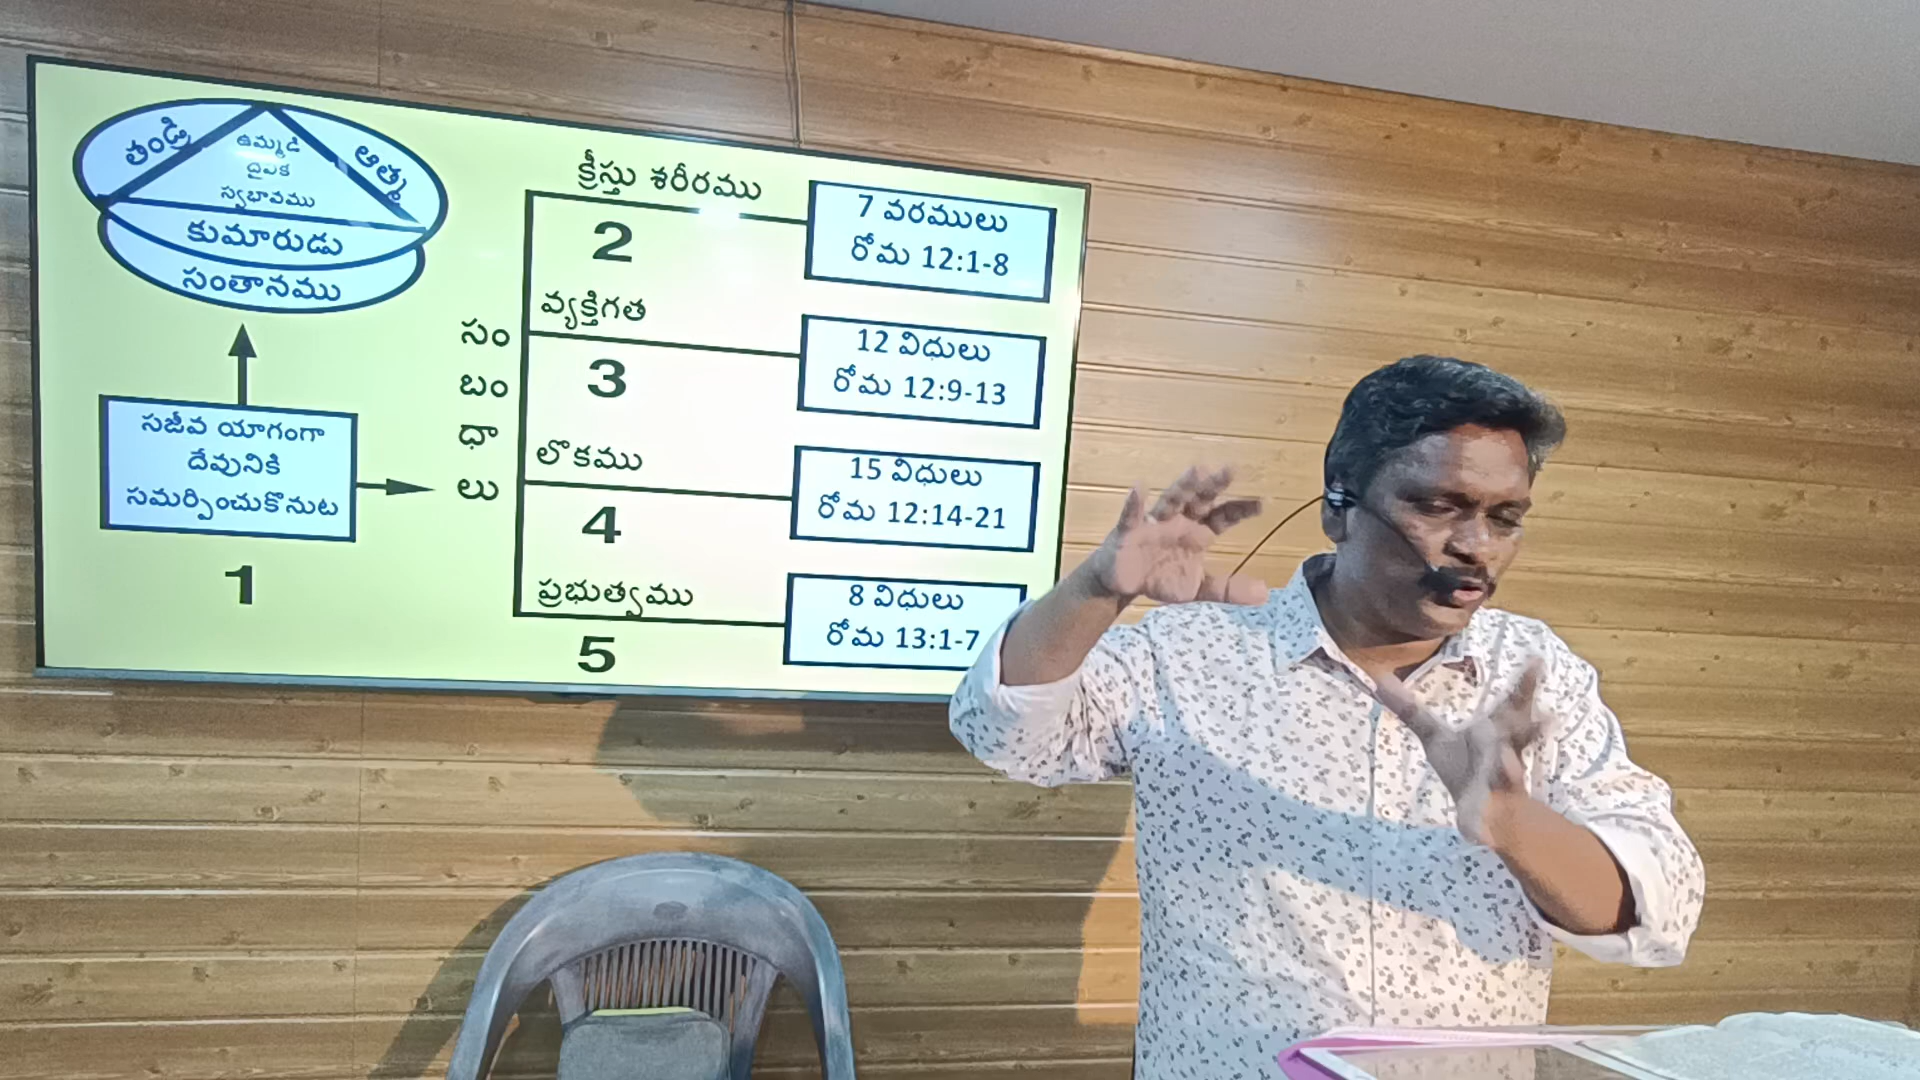 తండ్రి
ఆత్మ
ఉమ్మడి
దైవిక
స్వభావము
కుమారుడు
సంతానము
సజీవ యాగంగా
దేవునికి
సమర్పించుకొనుట
1
సం
బం
ధా
లు
క్రీస్తు శరీరము
2
7 వరములు
రోమ 12:1-8
వ్యక్తిగత
3
12 విధులు
రోమ 12:9-13
లొకము
4
15 విధులు
రోమ 12:14-21
ప్రభుత్వము
5
8 విధులు
రోమ 13:1-7